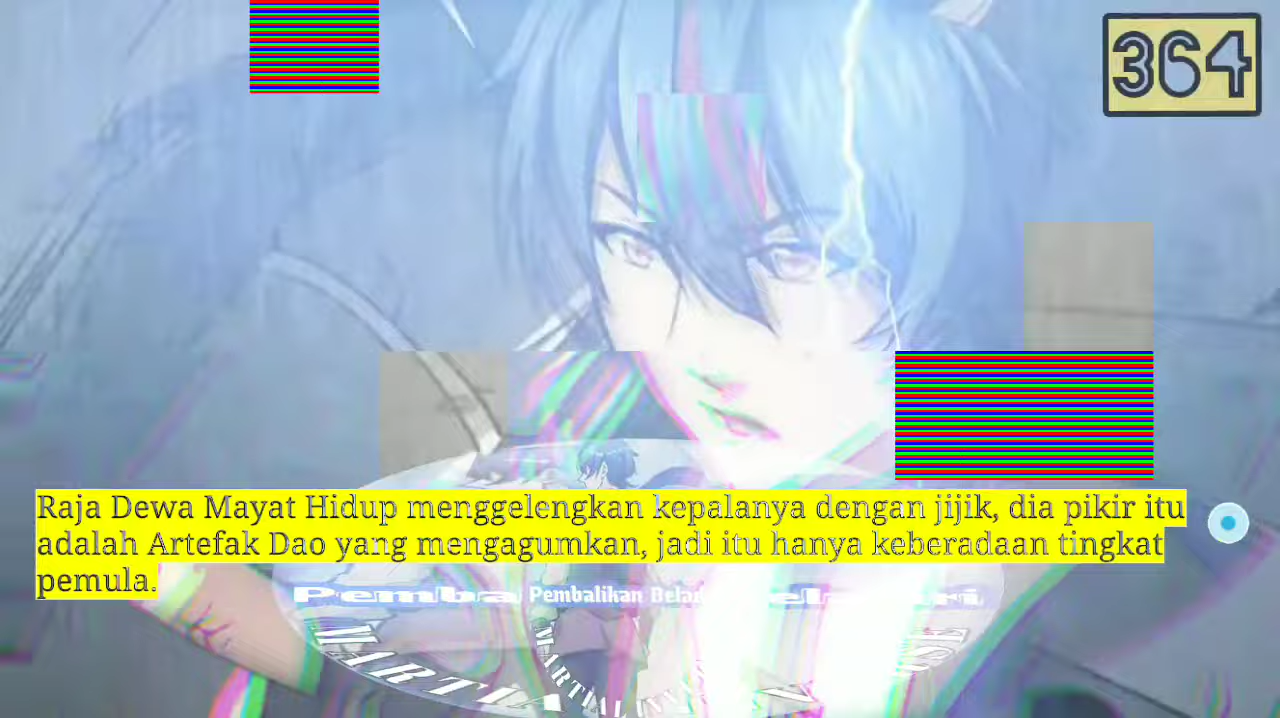 364
Raja Dewa Mayat Hidup menggelengkan kepalanya dengan jijik, dia pikir itu
adalah Artefak Dao yang mengagumkan, jadi itu hanya keberadaan tingkat
pemula.
Pembalikan